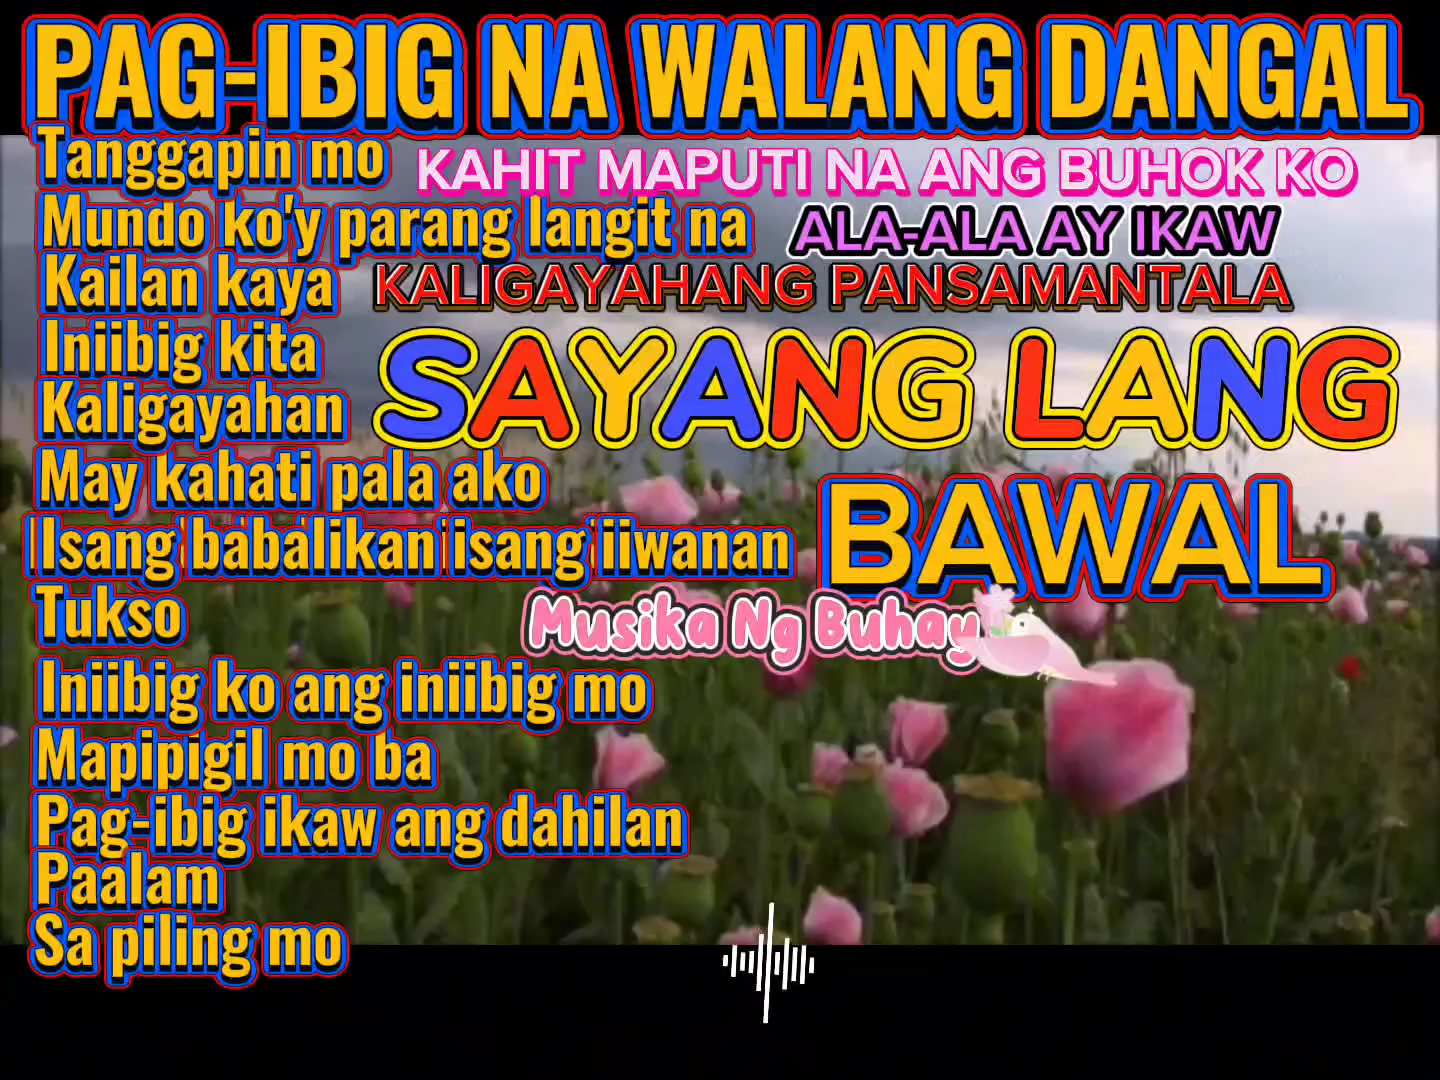 PAG-IBIG NA WALANG DANGAL
Tanggapin mo
KAHIT MAPUTI NA ANG BUHOK KO
Mundo ko'y parang langit na
ALA-ALA AY IKAW
Kailan kaya
KALIGAYAHANG PANSAMANTALA
Iniibig kita
SAYANG LANG
Kaligayahan
May kahati pala ako
BAWAL
Isang babalikan isang iiwanan
Tukso
Musika Ng Buhay
Iniibig ko ang iniibig mo
Mapipigil mo ba
Pag-ibig ikaw ang dahilan
Paalam
Sa piling mo